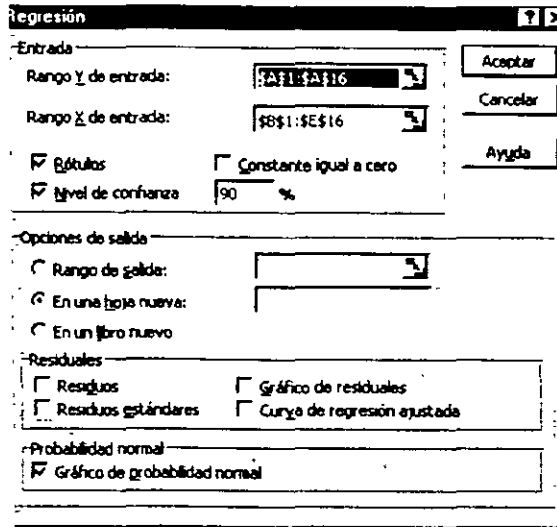 Regresión
Entrada
Rango Y de entrada: $A$1:$A$16
Rango X de entrada: $B$1:$E$16
Rótulos
Constante igual a cero
Nivel de confianza 90 %
Aceptar
Cancelar
Ayuda
Opciones de salida
Rango de salida:
En una hoja nueva:
En un libro nuevo
Residuales
Residuos
Gráfico de residuales
Residuos estándares
Curva de regresión ajustada
Probabilidad normal
Gráfico de probabilidad normal